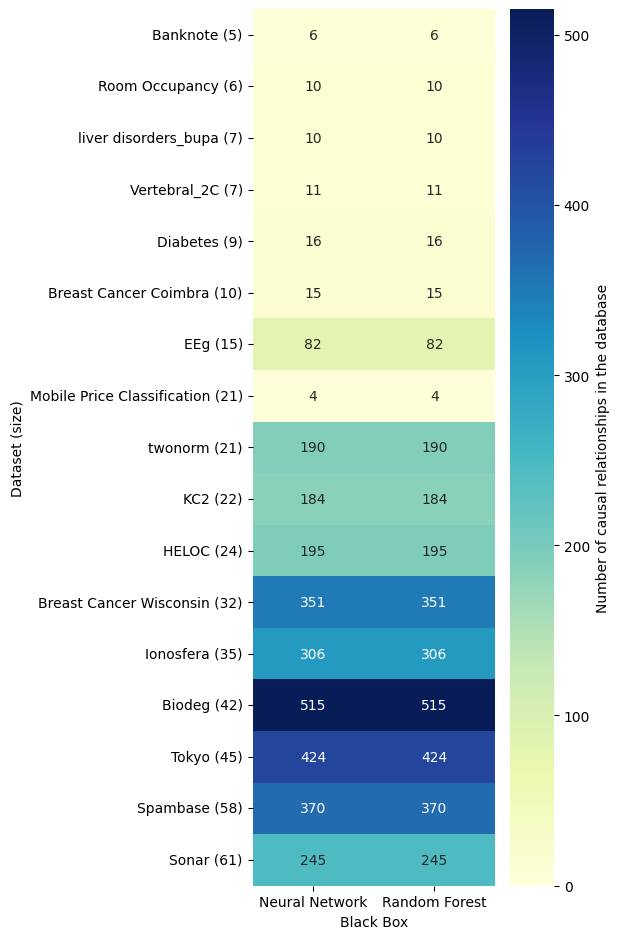 Banknote (5) 6 6
Room Occupancy (6) 10 10
liver disorders_bupa (7) 10 10
Vertebral_2C (7) 11 11
Diabetes (9) 16 16
Breast Cancer Coimbra (10) 15 15
EEg (15) 82 82
Mobile Price Classification (21) 4 4
twonorm (21) 190 190
KC2 (22) 184 184
HELOC (24) 195 195
Breast Cancer Wisconsin (32) 351 351
Ionosfera (35) 306 306
Biodeg (42) 515 515
Tokyo (45) 424 424
Spambase (58) 370 370
Sonar (61) 245 245
Neural Network Random Forest
Black Box
Dataset (size)
500
400
300
200
100
0
Number of causal relationships in the database